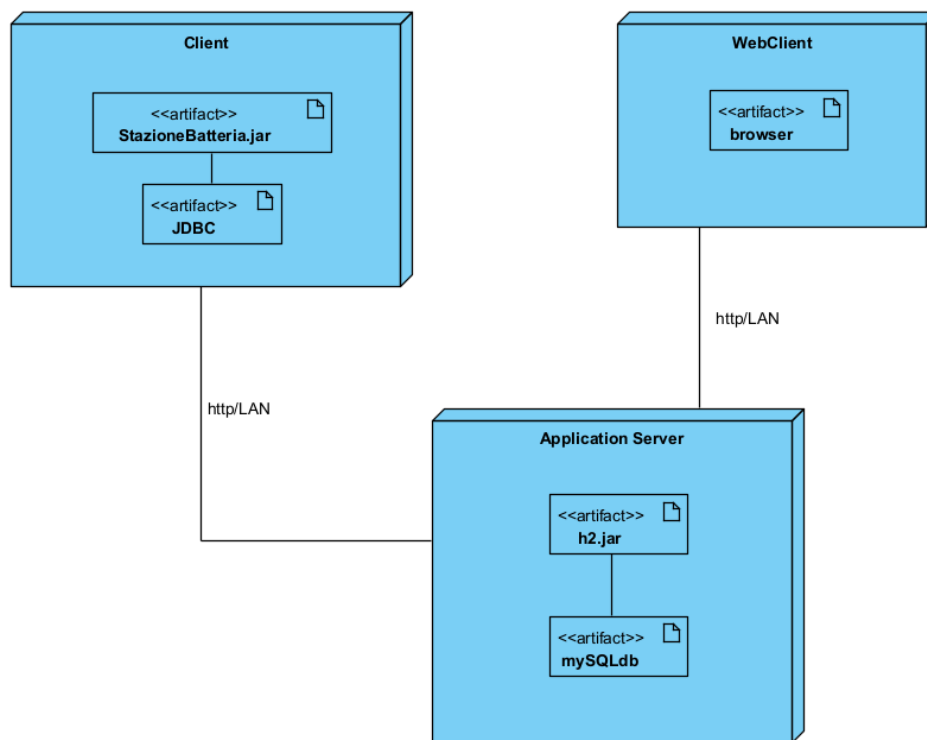 Client
<<artifact>>
StazioneBatteria.jar
<<artifact>>
JDBC
WebClient
<<artifact>>
browser
http/LAN
http/LAN
Application Server
<<artifact>>
h2.jar
<<artifact>>
mySQLdb